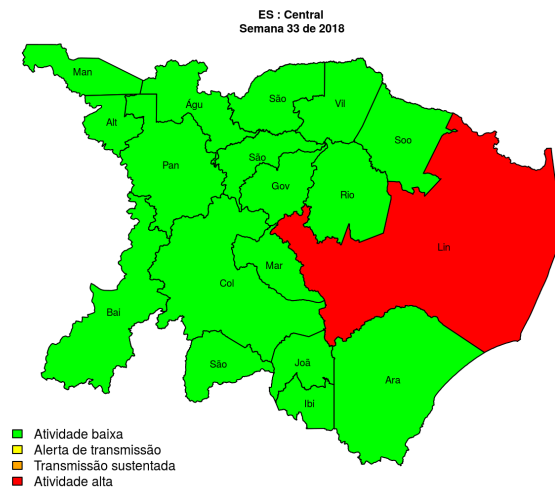 ES : Central
Semana 33 de 2018
Man
Águ
São
Vil
Alt
Soo
Pan
São
Gov
Rio
Lin
Mar
Col
Bai
São
Joã
Ara
Ibi
Atividade baixa
Alerta de transmissão
Transmissão sustentada
Atividade alta